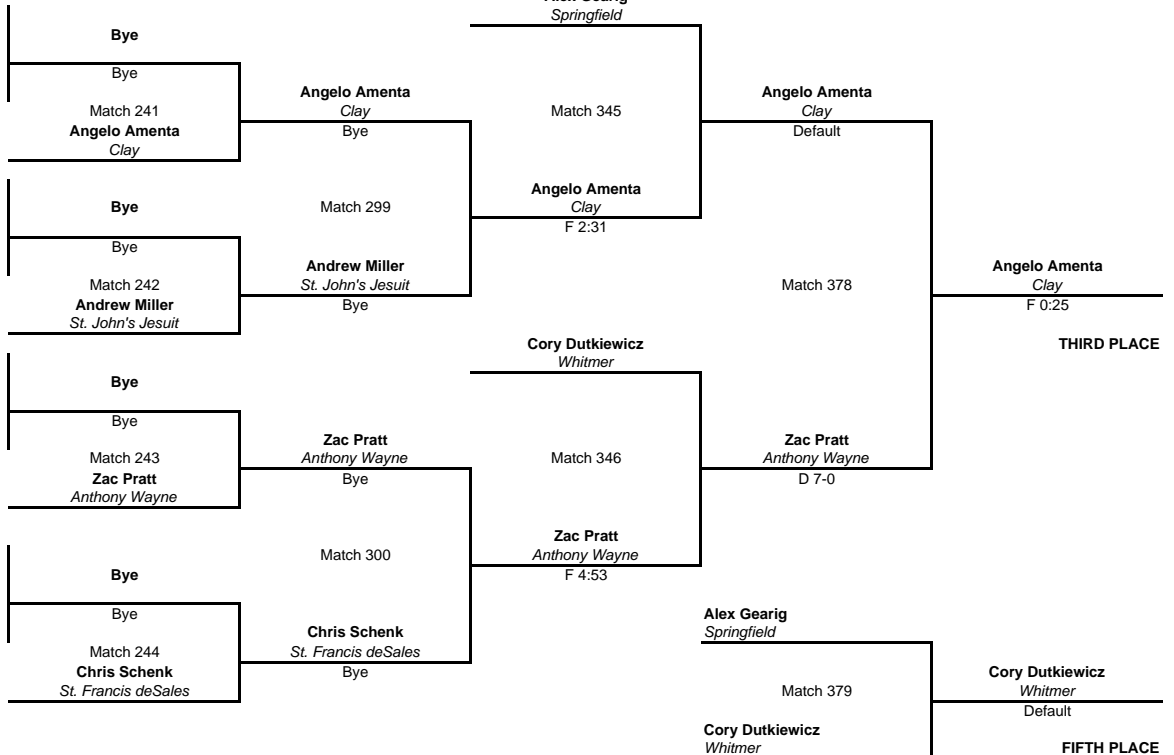 Alex Gearig
Springfield
Bye
Bye
Match 241
Angelo Amenta
Clay
Angelo Amenta
Clay
Bye
Match 345
Angelo Amenta
Clay
Default
Bye
Bye
Match 242
Andrew Miller
St. John's Jesuit
Match 299
Andrew Miller
St. John's Jesuit
Bye
Angelo Amenta
Clay
F 2:31
Match 378
Angelo Amenta
Clay
F 0:25
THIRD PLACE
Cory Dutkiewicz
Whitmer
Bye
Bye
Match 243
Zac Pratt
Anthony Wayne
Zac Pratt
Anthony Wayne
Bye
Match 346
Zac Pratt
Anthony Wayne
D 7-0
Bye
Bye
Match 244
Chris Schenk
St. Francis deSales
Match 300
Chris Schenk
St. Francis deSales
Bye
Zac Pratt
Anthony Wayne
F 4:53
Alex Gearig
Springfield
Match 379
Cory Dutkiewicz
Whitmer
Cory Dutkiewicz
Whitmer
Default
FIFTH PLACE